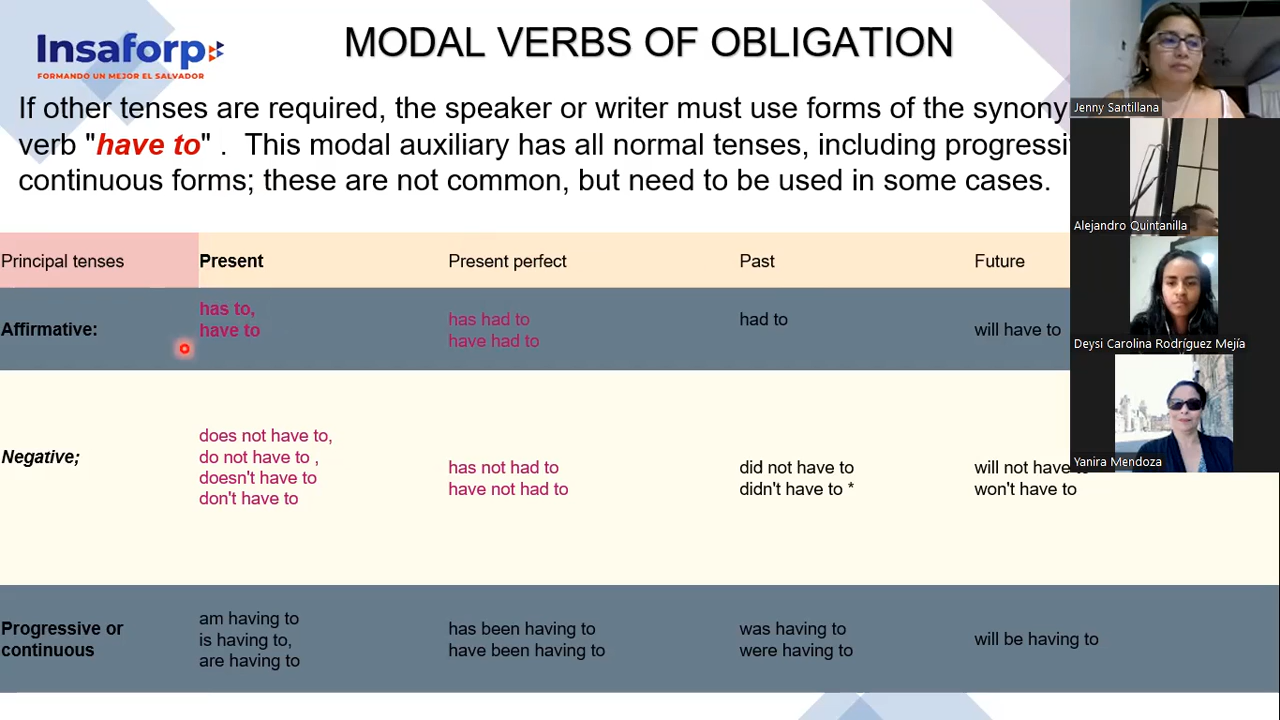 Insaforp
FORMANDO UN MEJOR EL SALVADOR
MODAL VERBS OF OBLIGATION
If other tenses are required, the speaker or writer must use forms of the
verb "have to" . This modal auxiliary has all normal tenses, including
continuous forms; these are not common, but need to be used in some cases.
Principal tenses Present Present perfect Past Future
Affirmative: has to,
have to
has had to
have had to
had to
will have to
Negative; does not have to,
do not have to ,
doesn't have to
don't have to
has not had to
have not had to
did not have to
didn't have to *
will not have to
won't have to
Progressive or
continuous
am having to
is having to,
are having to
has been having to
have been having to
was having to
were having to
will be having to
Jenny Santillana
Alejandro Quintanilla
Deysi Carolina Rodríguez Mejía
Yanira Mendoza